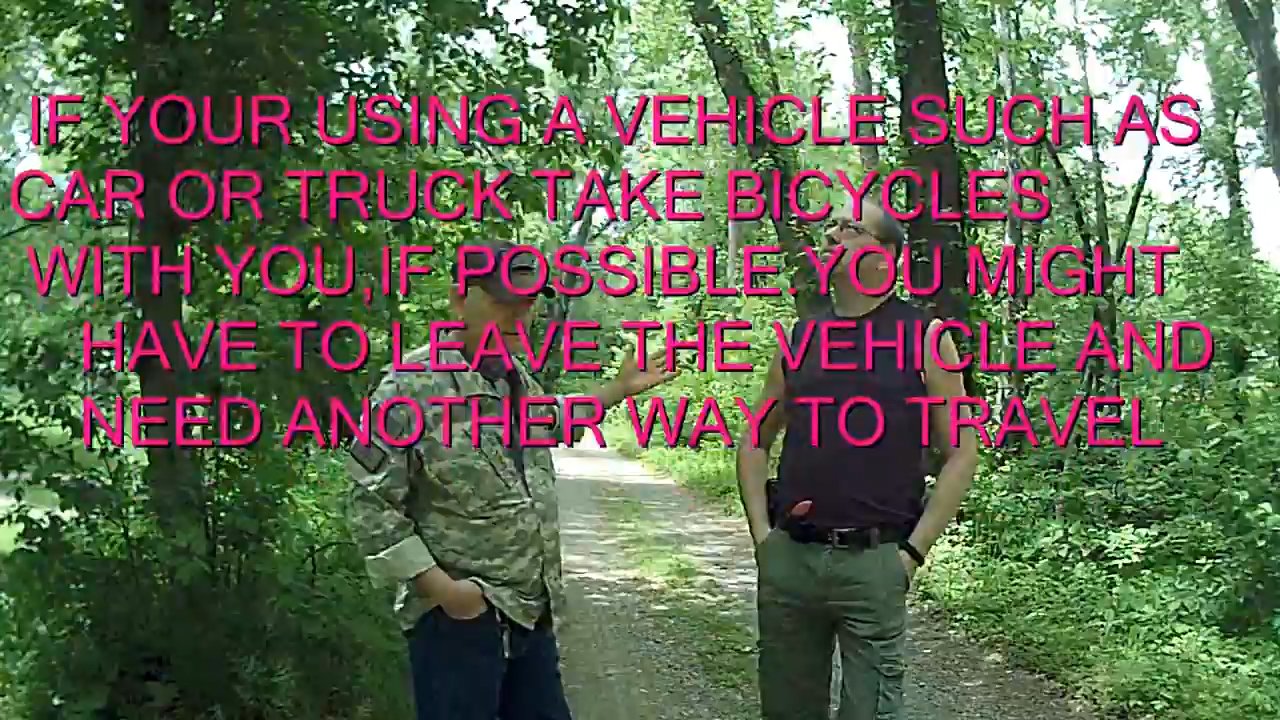 IF YOUR USING A VEHICLE SUCH AS
CAR OR TRUCK TAKE BICYCLES
WITH YOU,IF POSSIBLE.YOU MIGHT
HAVE TO LEAVE THE VEHICLE AND
NEED ANOTHER WAY TO TRAVEL